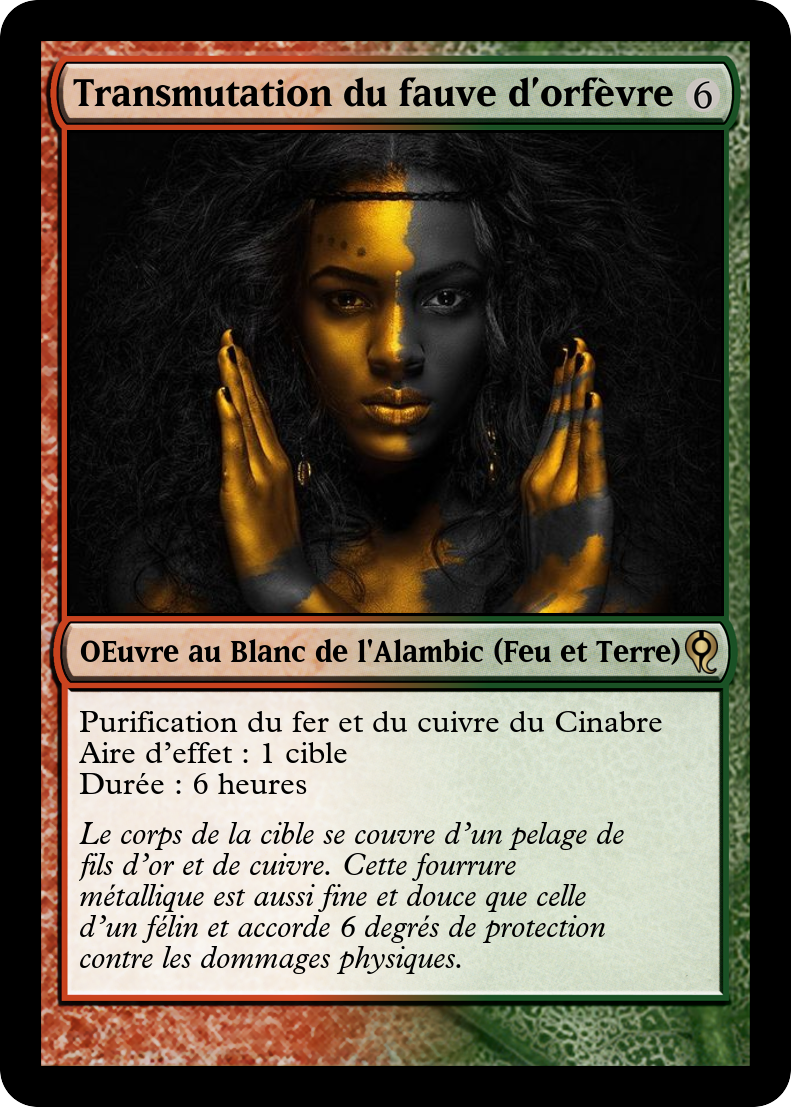 Transmutation du fauve d'orfèvre 6
OEuvre au Blanc de l'Alambic (Feu et Terre)
Purification du fer et du cuivre du Cinabre
Aire d'effet : 1 cible
Durée : 6 heures
Le corps de la cible se couvre d'un pelage de
fils d'or et de cuivre. Cette fourrure
métallique est aussi fine et douce que celle
d'un félin et accorde 6 degrés de protection
contre les dommages physiques.